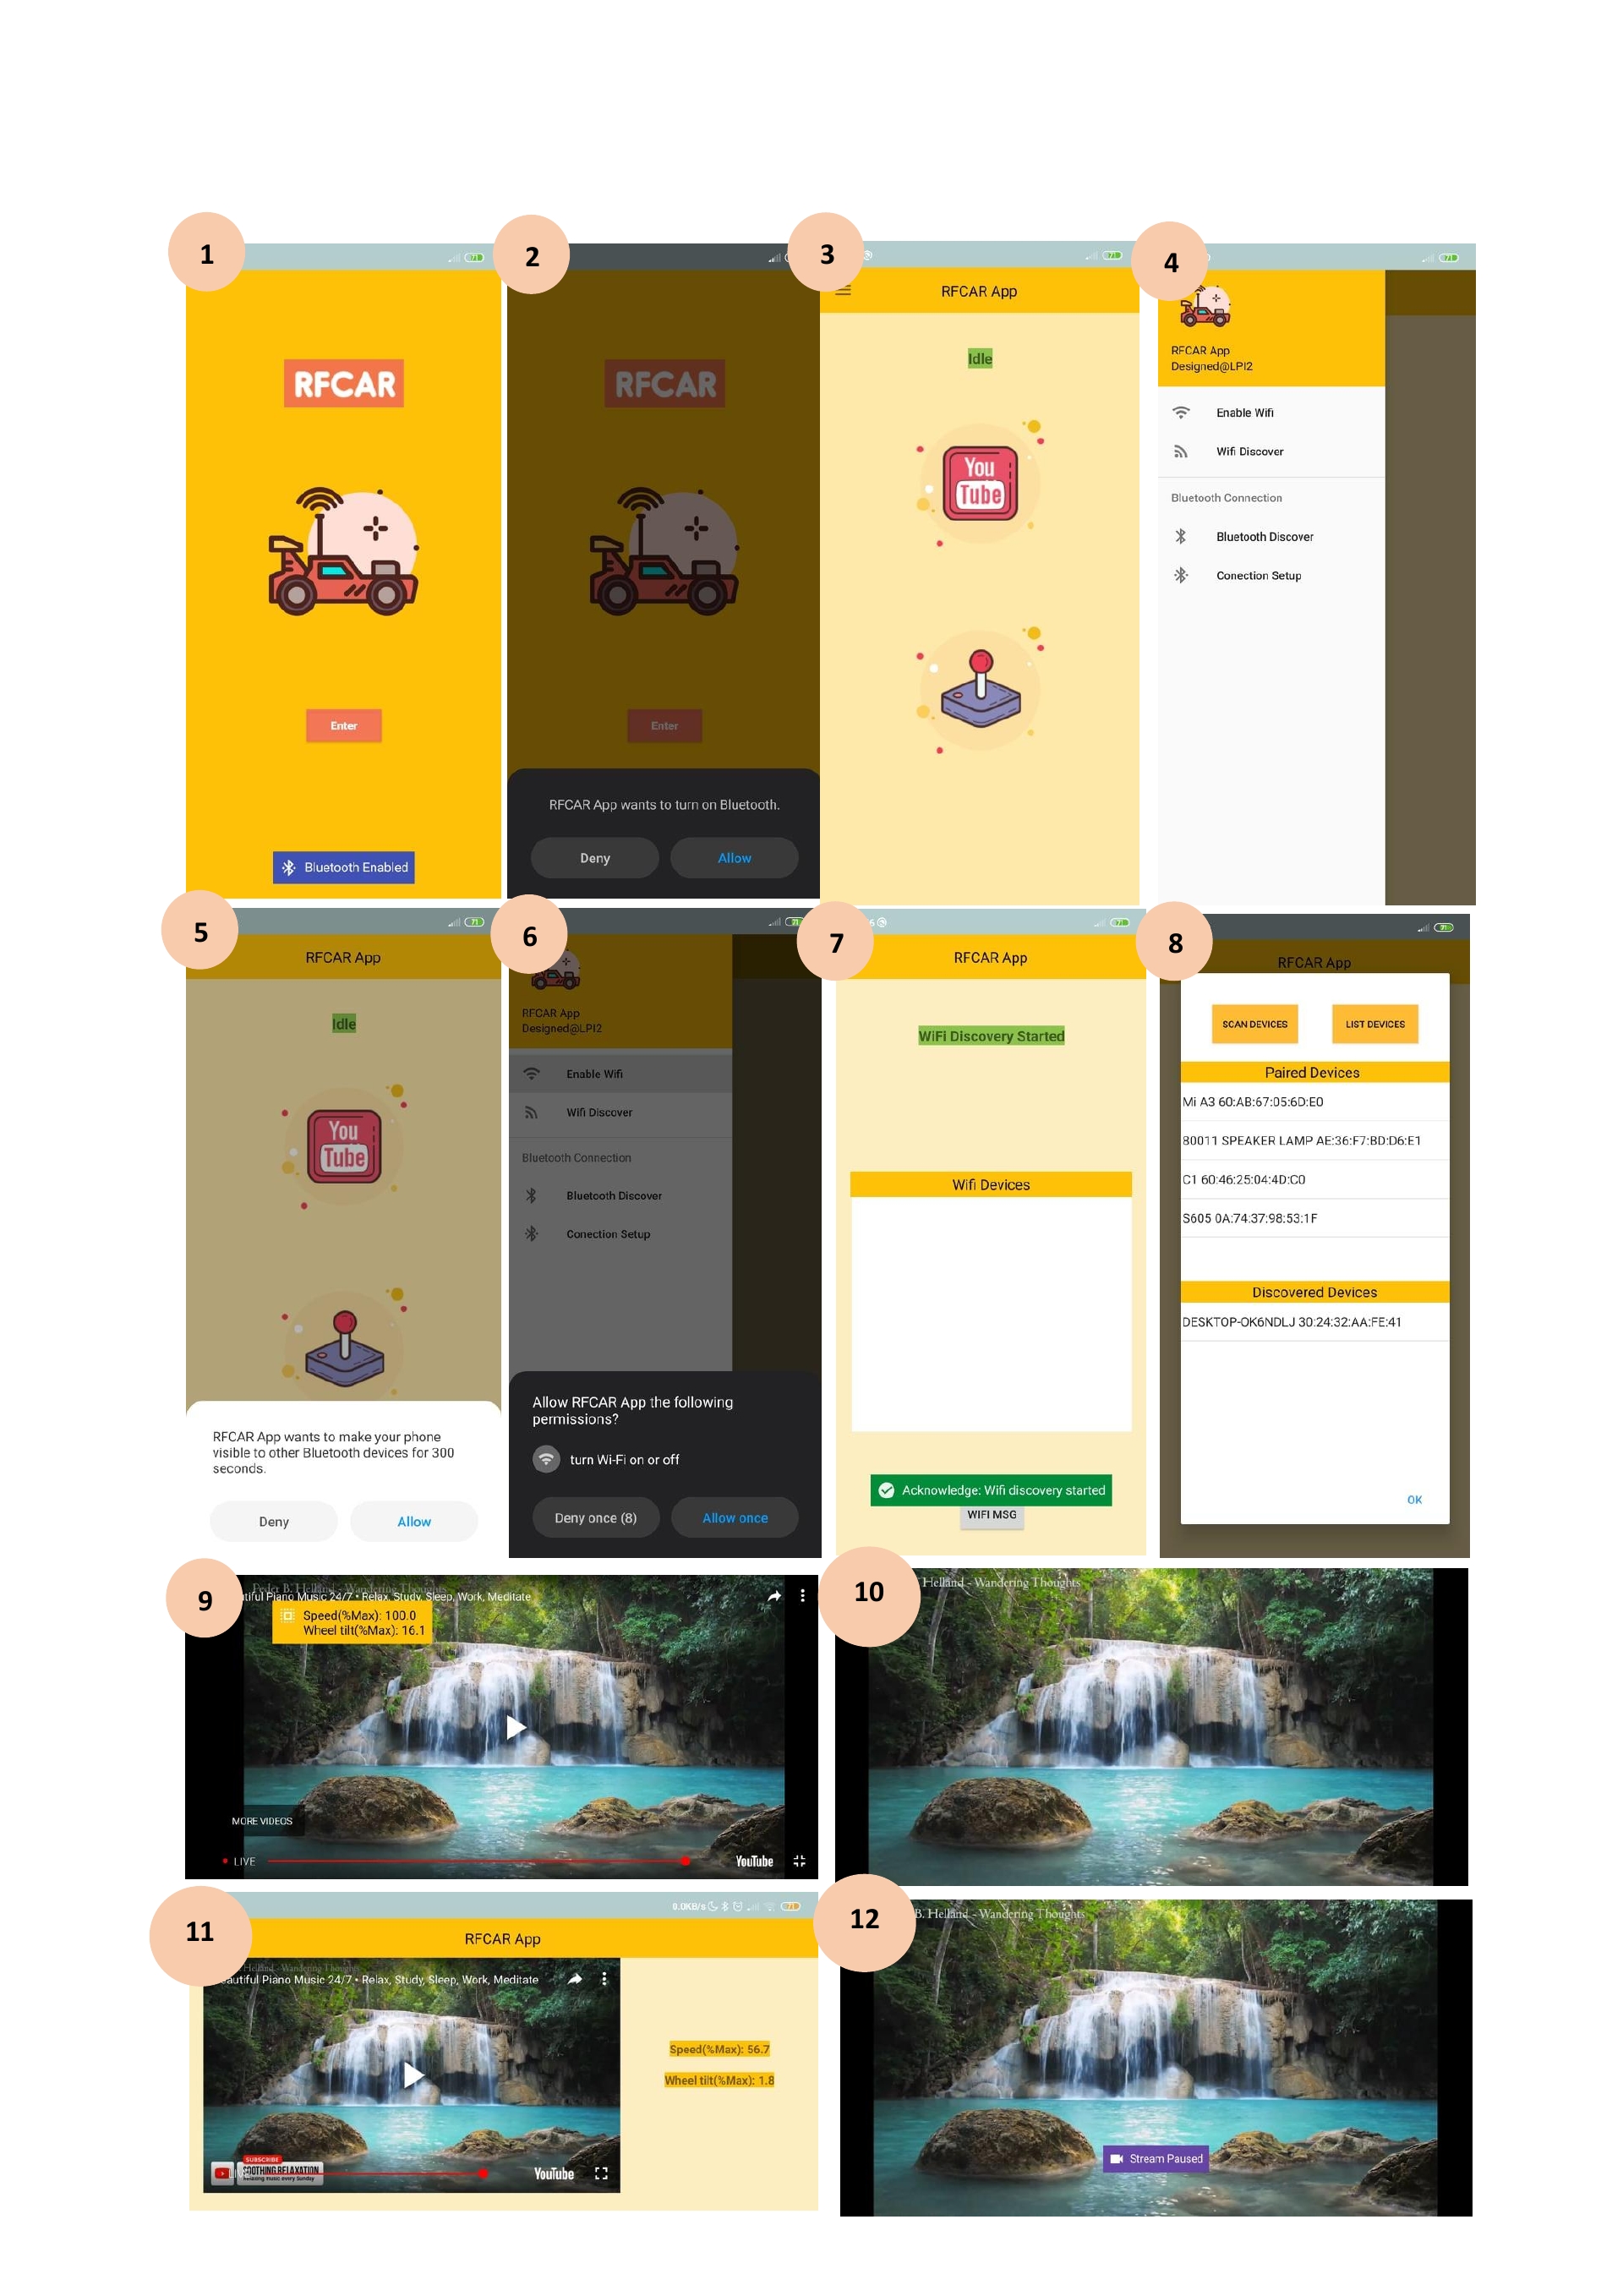 1
RFCAR
Enter
Bluetooth Enabled
2
RFCAR
Enter
RFCAR App wants to turn on Bluetooth.
Deny
Allow
3
RFCAR App
Idle
You
Tube
4
RFCAR App
Designed@LPI2
Enable Wifi
Wifi Discover
Bluetooth Connection
Bluetooth Discover
Conection Setup
5
RFCAR App
Idle
You
Tube
RFCAR App wants to make your phone
visible to other Bluetooth devices for 300
seconds.
Deny
Allow
6
RFCAR App
Designed@LPI2
Enable Wifi
Wifi Discover
Bluetooth Connection
Bluetooth Discover
Conection Setup
Allow RFCAR App the following
permissions?
turn Wi-Fi on or off
Deny once (8)
Allow once
7
RFCAR App
WiFi Discovery Started
Wifi Devices
Acknowledge: Wifi discovery started
WIFI MSG
8
RFCAR App
SCAN DEVICES
LIST DEVICES
Paired Devices
Mi A3 60:AB:67:05:6D:E0
80011 SPEAKER LAMP AE:36:F7:BD:D6:E1
C1 60:46:25:04:4D:C0
S605 0A:74:37:98:53:1F
Discovered Devices
DESKTOP-OK6NDLJ 30:24:32:AA:FE:41
OK
9
B. Helland - Wandering Thoughts
Piano Music 24/7 • Relax, Study, Sleep, Work, Meditate
Speed(%Max): 100.0
Wheel tilt(%Max): 16.1
MORE VIDEOS
LIVE
YouTube
10
Helland - Wandering Thoughts
11
0.0KB/s
71
RFCAR App
Helland - Wandering Thoughts
Piano Music 24/7 • Relax, Study, Sleep, Work, Meditate
Speed(%Max): 56.7
Wheel tilt(%Max): 1.8
SUBSCRIBE
SOOTHING RELAXATION
YouTube
12
B. Helland - Wandering Thoughts
Stream Paused